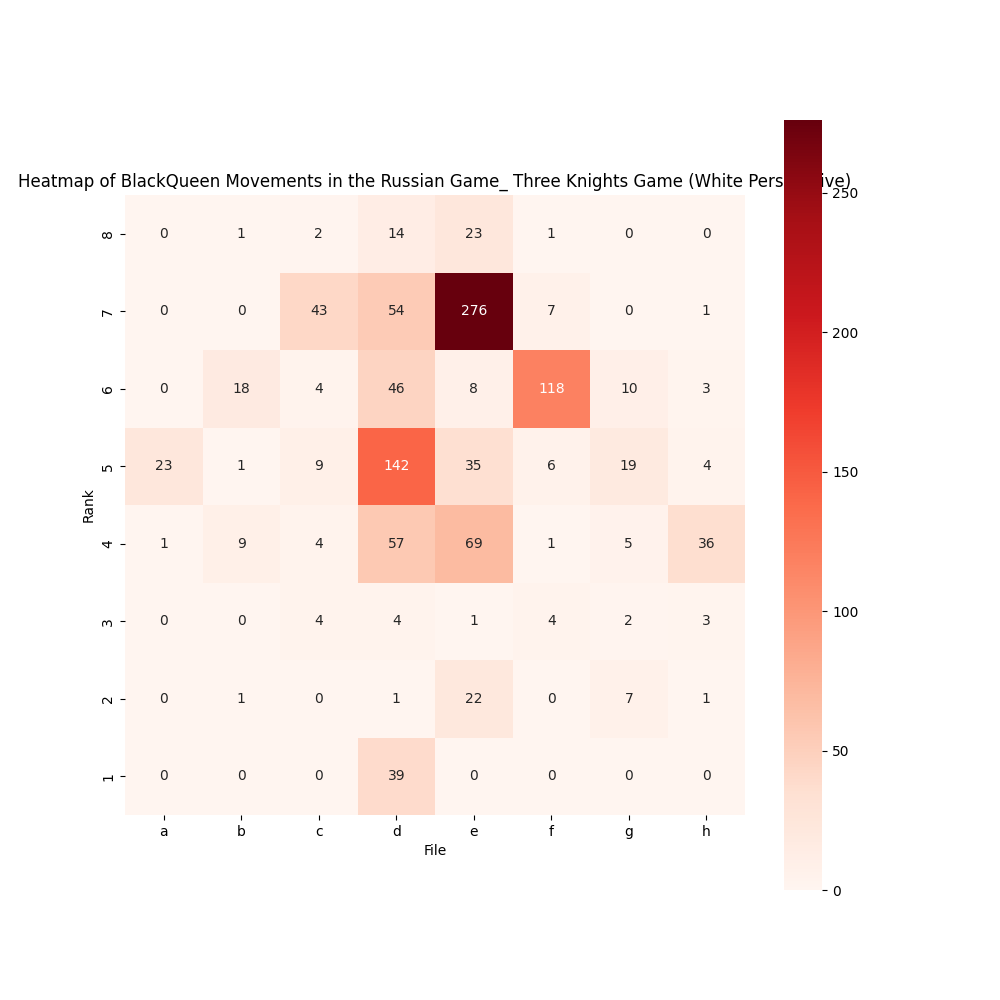 Heatmap of BlackQueen Movements in the Russian Game_ Three Knights Game (White Pers ive)
250
8 0 1 2 14 23 1 0 0
7 0 0 43 54 276 7 0 1
200
6 0 18 4 46 8 118 10 3
5 23 1 9 142 35 6 19 4
150
Rank
4 1 9 4 57 69 1 5 36
100
3 0 0 4 4 1 4 2 3
2 0 1 0 1 22 0 7 1
50
1 0 0 0 39 0 0 0 0
a b c d e f g h
File
0